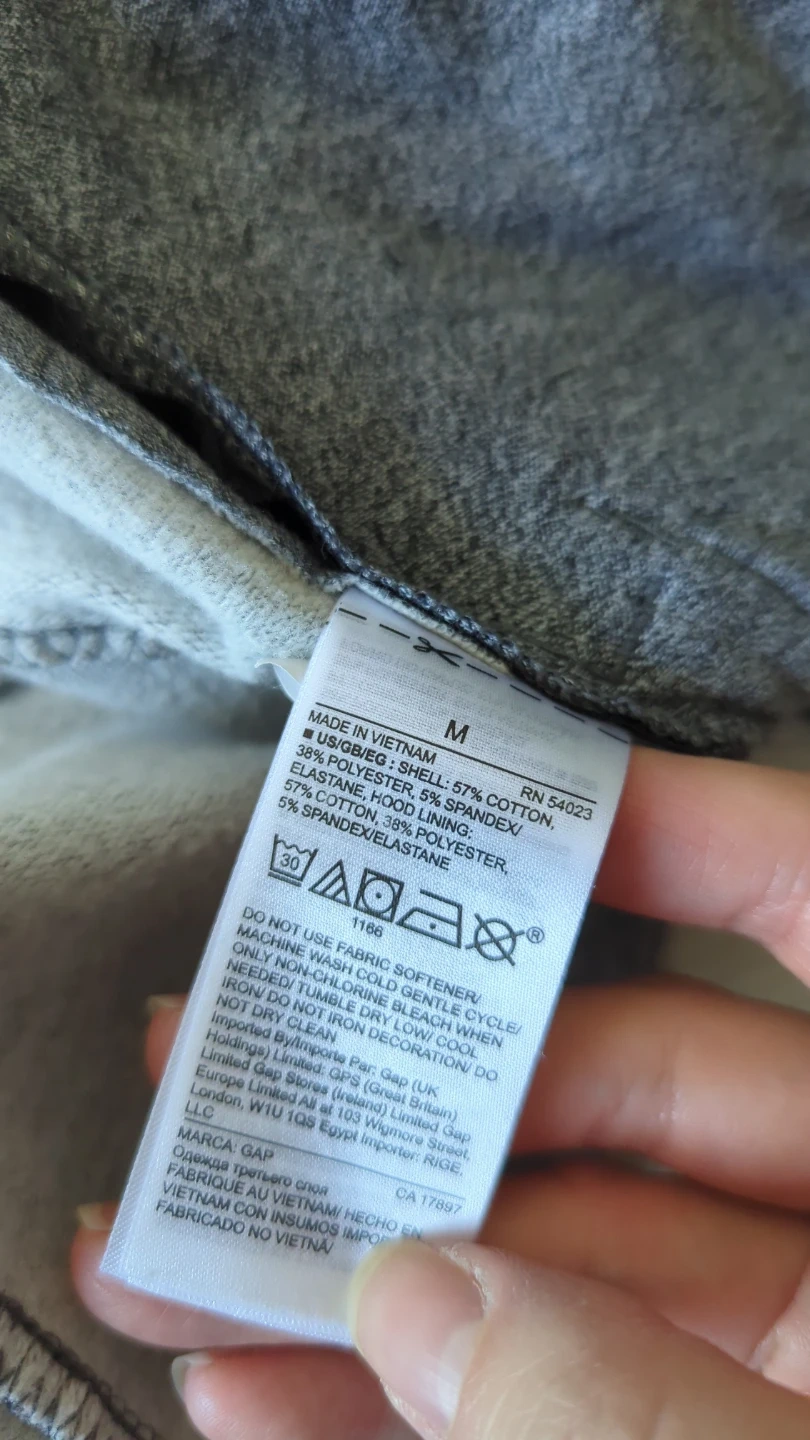 M
MADE IN VIETNAM
RN 54023
■ US/GB/EG : SHELL: 57% COTTON,
38% POLYESTER, 5% SPANDEX/
ELASTANE, HOOD LINING:
57% COTTON, 38% POLYESTER,
5% SPANDEX/ELASTANE
30
®
1166
DO NOT USE FABRIC SOFTENER/
MACHINE WASH COLD GENTLE CYCLE/
ONLY NON-CHLORINE BLEACH WHEN
NEEDED/ TUMBLE DRY LOW/ COOL
IRON/ DO NOT IRON DECORATION/ DO
NOT DRY CLEAN
Imported By/Importe Par: Gap (UK
Holdings) Limited: GPS (Great Britain)
Limited Gap Stores (Ireland) Limited Gap
Europe Limited All at 103 Wigmore Street,
London, W1U 1QS Egypt Importer: RIGE,
LLC
MARCA: GAP
CA 17897
Одежда третьего слоя
FABRIQUE AU VIETNAM/ HECHO EN
VIETNAM CON INSUMOS
FABRICADO NO VIETNÃ/